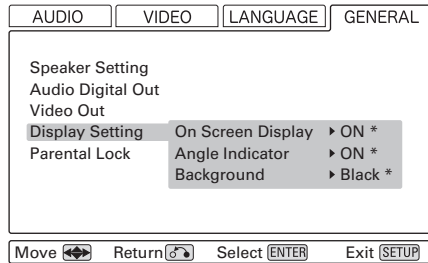 AUDIO VIDEO LANGUAGE GENERAL
Speaker Setting
Audio Digital Out
Video Out
Display Setting On Screen Display ▸ ON *
Parental Lock Angle Indicator ▸ ON *
Background ▸ Black *
Move Return Select ENTER Exit SETUP